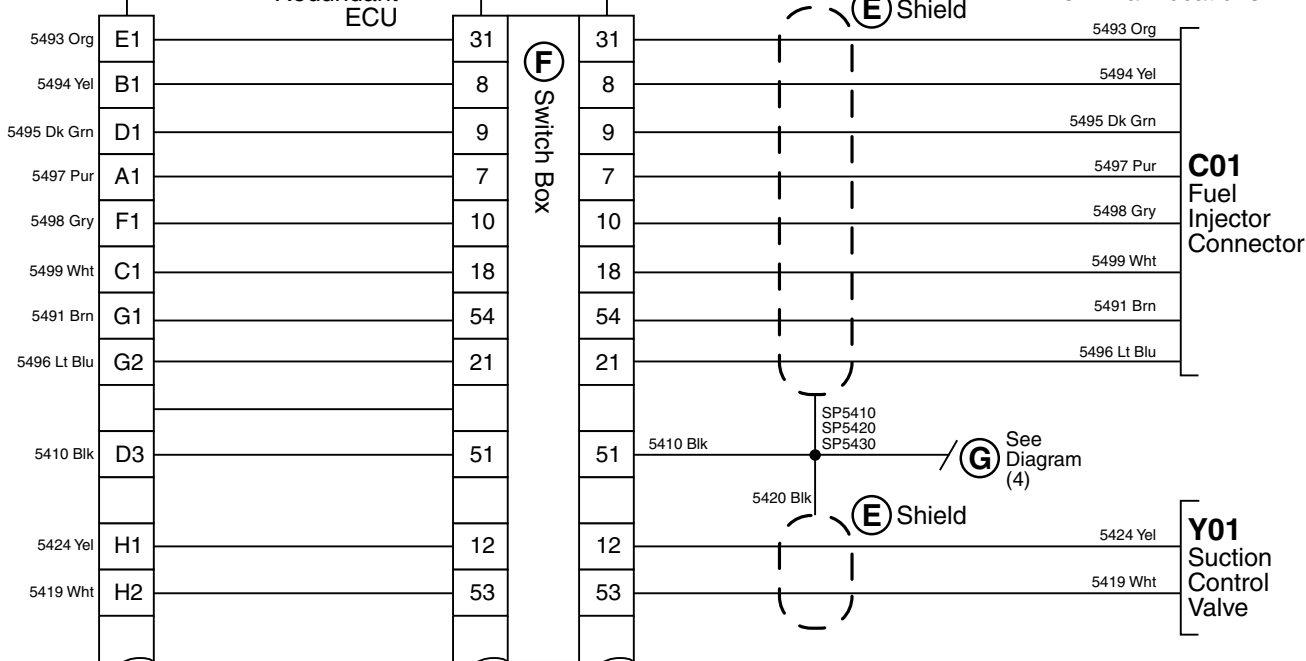 ECU
E Shield
5493 Org E1 31 31 5493 Org
5494 Yel B1 8 8 5494 Yel
5495 Dk Grn D1 9 9 5495 Dk Grn
5497 Pur A1 7 7 5497 Pur
5498 Gry F1 10 10 5498 Gry
5499 Wht C1 18 18 5499 Wht
5491 Brn G1 54 54 5491 Brn
5496 Lt Blu G2 21 21 5496 Lt Blu
F Switch Box
C01
Fuel
Injector
Connector
SP5410
SP5420
SP5430
5410 Blk D3 51 51 5410 Blk
G
See
Diagram
(4)
5420 Blk
E Shield
5424 Yel H1 12 12 5424 Yel
5419 Wht H2 53 53 5419 Wht
Y01
Suction
Control
Valve